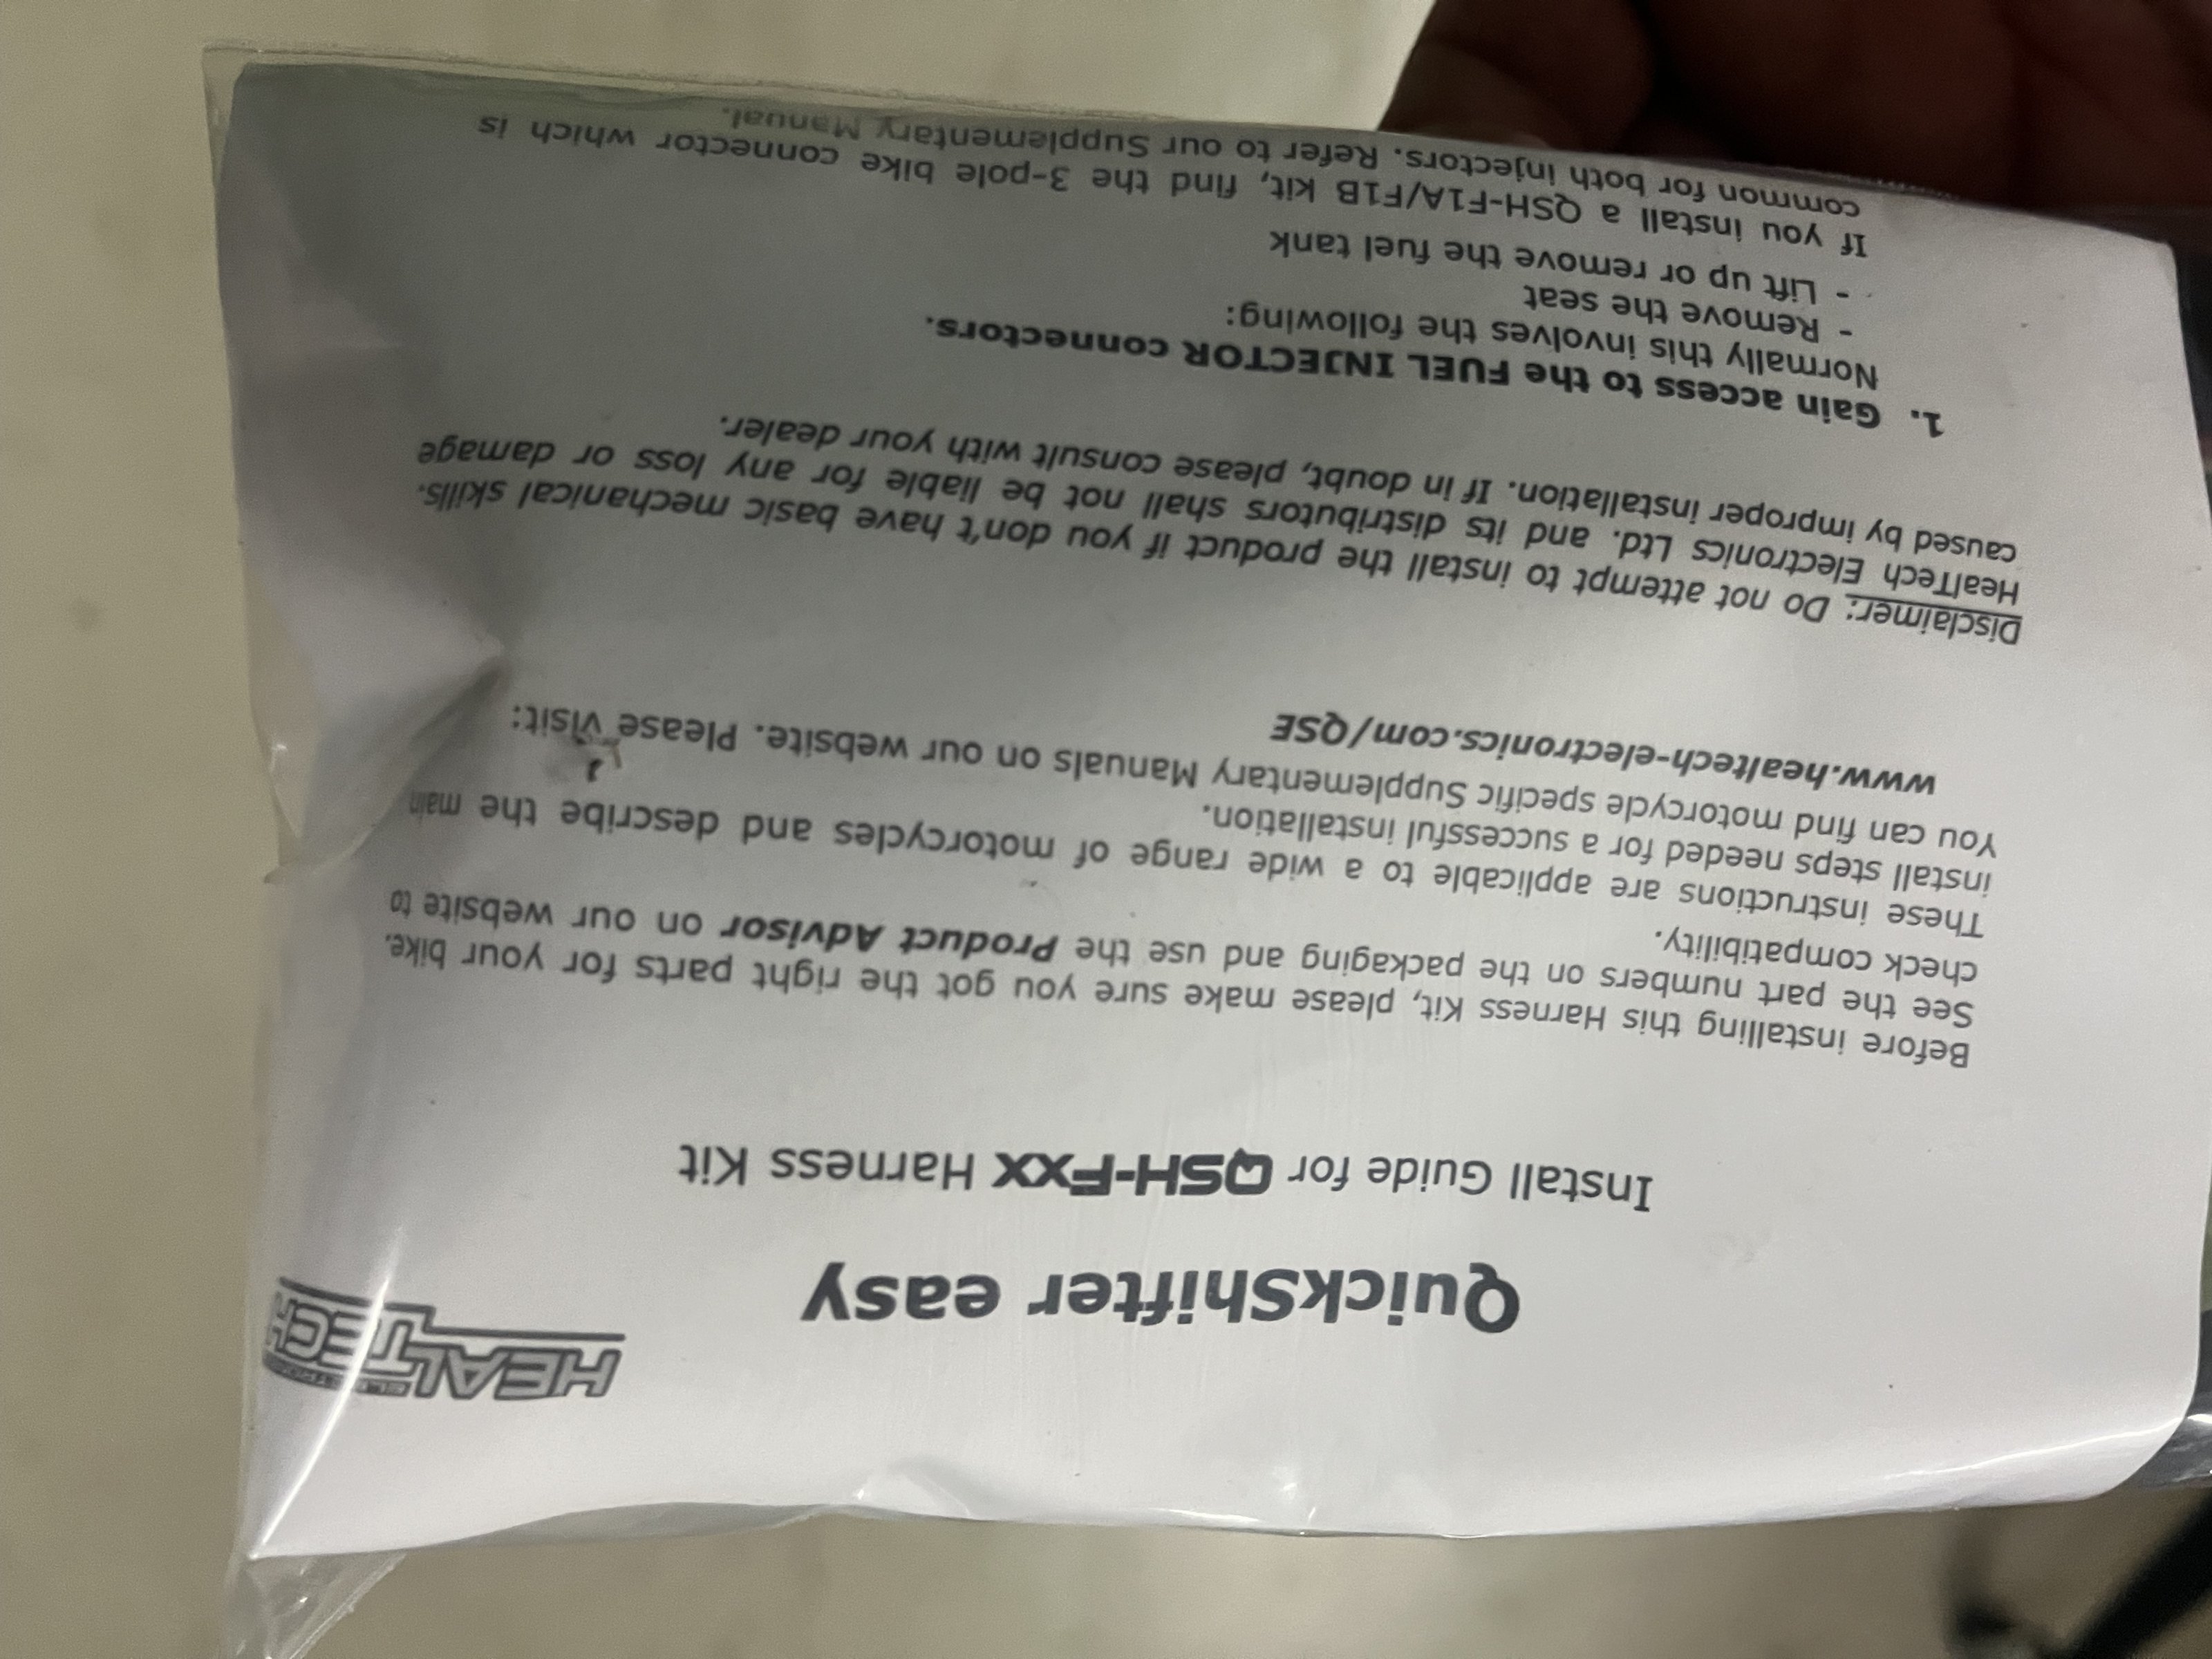 HEALTECH
QuickShifter easy
Install Guide for QSH-Fxx Harness Kit
Before installing this Harness Kit, please make sure you got the right parts for your bike.
See the part numbers on the packaging and use the Product Advisor on our website to
check compatibility.
These instructions are applicable to a wide range of motorcycles and describe the main
install steps needed for a successful installation.
You can find motorcycle specific Supplementary Manuals on our website. Please visit:
www.healtech-electronics.com/QSE
Disclaimer: Do not attempt to install the product if you don't have basic mechanical skills.
HealTech Electronics Ltd. and its distributors shall not be liable for any loss or damage
caused by improper installation. If in doubt, please consult with your dealer.
1. Gain access to the FUEL INJECTOR connectors.
Normally this involves the following:
- Remove the seat
- Lift up or remove the fuel tank
If you install a QSH-F1A/F1B kit, find the 3-pole bike connector which is
common for both injectors. Refer to our Supplementary Manual.